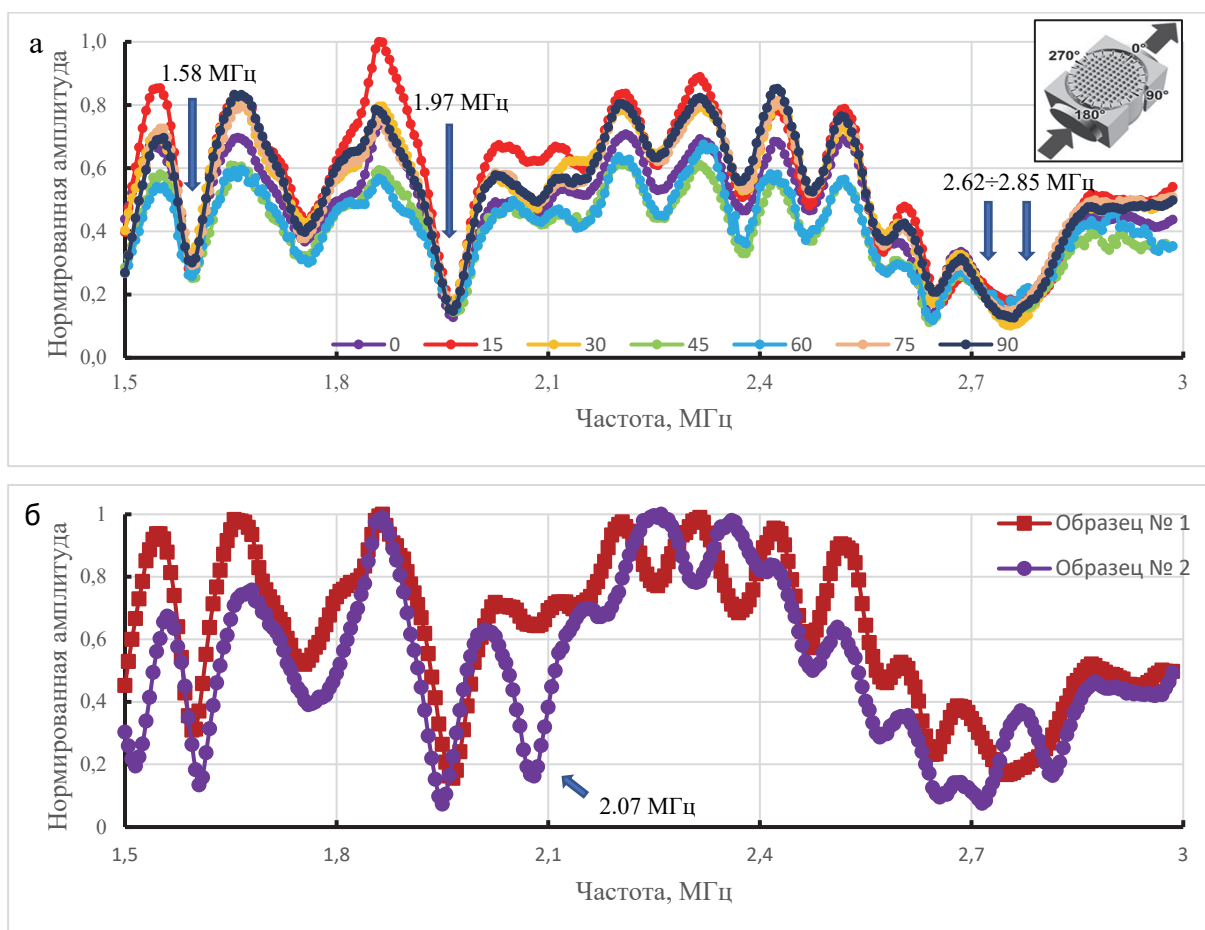 а
1.58 МГц
1.97 МГц
2.62÷2.85 МГц
270°
0°
90°
180°
Нормированная амплитуда
1,0
0,8
0,6
0,4
0,2
0,0
0 15 30 45 60 75 90
1,5 1,8 2,1 2,4 2,7 3
Частота, МГц
б
Нормированная амплитуда
1
0,8
0,6
0,4
0,2
0
Образец № 1
Образец № 2
2.07 МГц
1,5 1,8 2,1 2,4 2,7 3
Частота, МГц